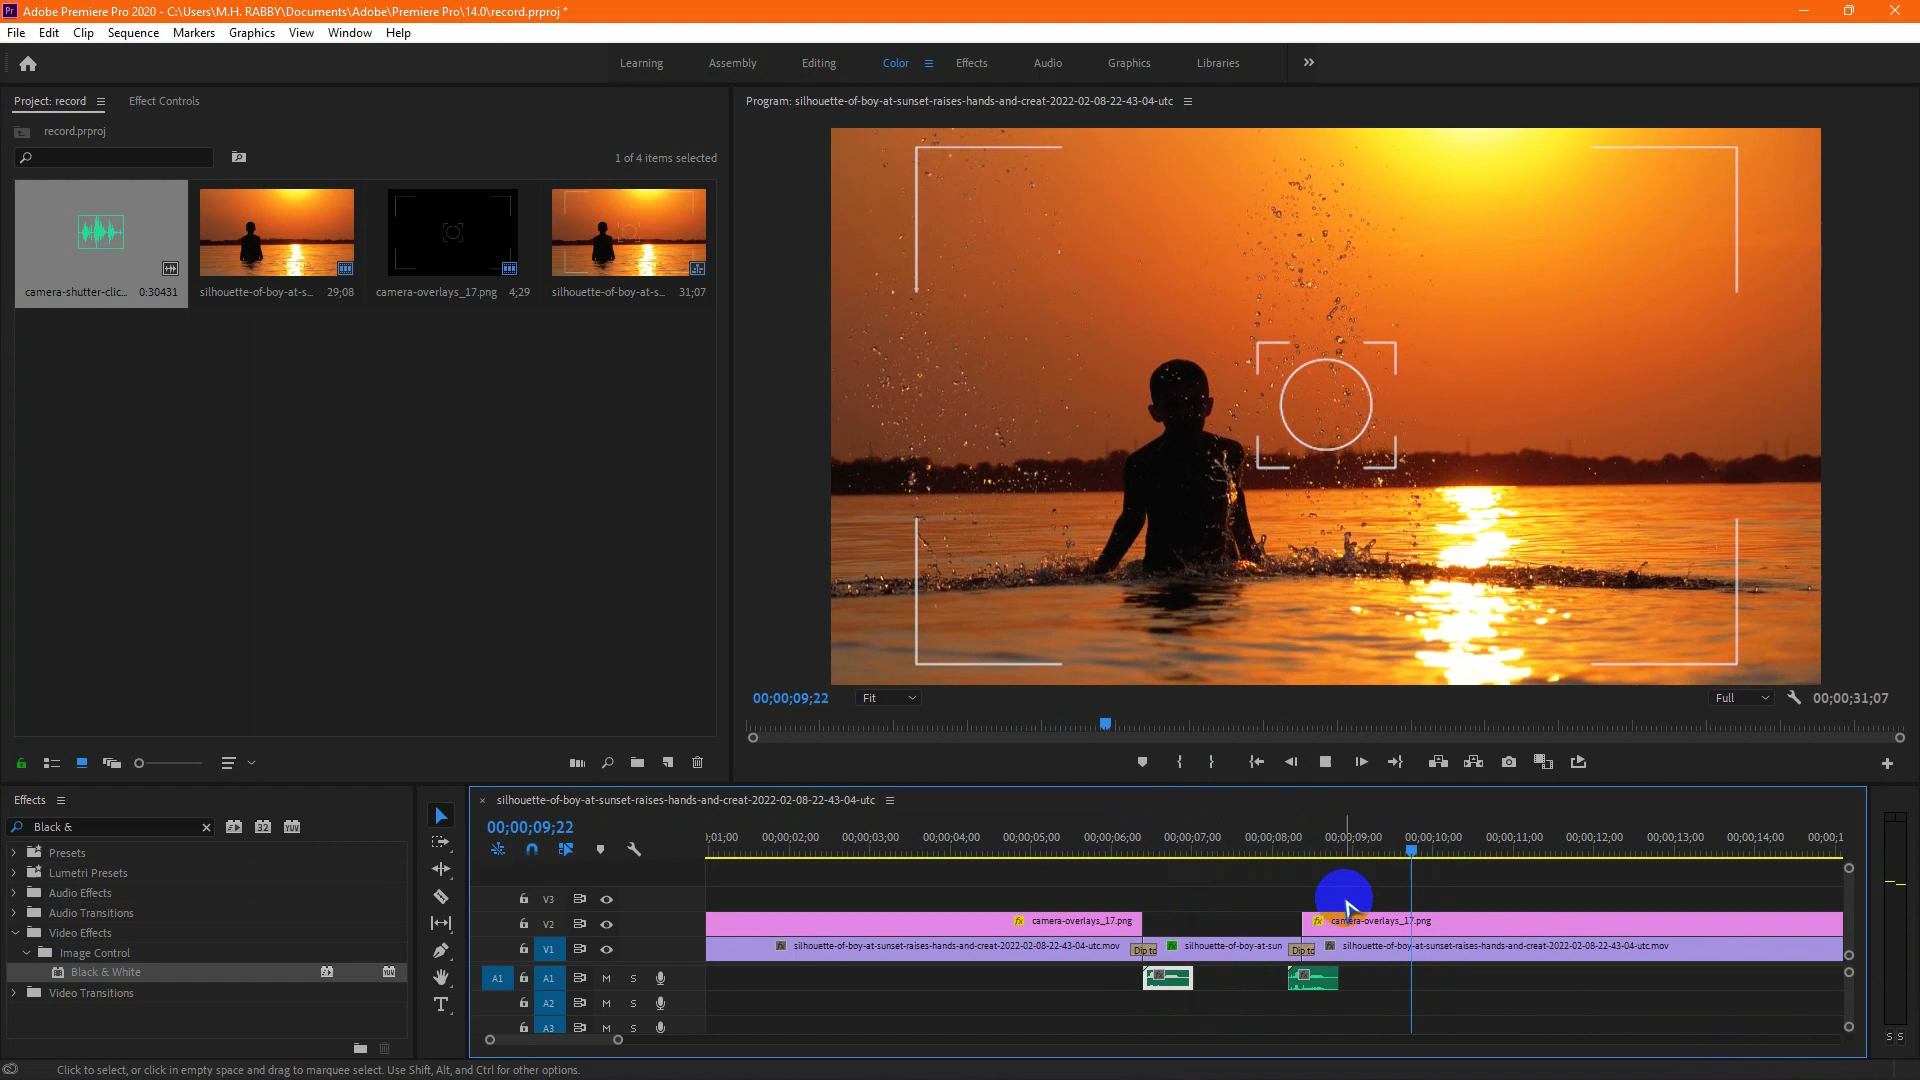 Pr Adobe Premiere Pro 2020 - C:\Users\M.H. RABBY\Documents\Adobe\Premiere Pro\14.0\record.prproj *
File Edit Clip Sequence Markers Graphics View Window Help
Learning Assembly Editing Color Effects Audio Graphics Libraries
Project: record Effect Controls
Program: silhouette-of-boy-at-sunset-raises-hands-and-creat-2022-02-08-22-43-04-utc
record.prproj
1 of 4 items selected
camera-shutter-clic... 0:30431 silhouette-of-boy-at-s... 29;08 camera-overlays_17.png 4;29 silhouette-of-boy-at-s... 31;07
00;00;09;22 Fit Full 00;00;31;07
Effects
silhouette-of-boy-at-sunset-raises-hands-and-creat-2022-02-08-22-43-04-utc
Black & 32 YUV
00;00;09;22
;01;00 00;00;02;00 00;00;03;00 00;00;04;00 00;00;05;00 00;00;06;00 00;00;07;00 00;00;08;00 00;00;09;00 00;00;10;00 00;00;11;00 00;00;12;00 00;00;13;00 00;00;14;00 00;00;1
Presets
Lumetri Presets
Audio Effects
Audio Transitions
Video Effects
Image Control
Black & White YUV
Video Transitions
V3
V2 fx camera-overlays_17.png fx camera-overlays_17.png
V1 fx silhouette-of-boy-at-sunset-raises-hands-and-creat-2022-02-08-22-43-04-utc.mov Dip to fx silhouette-of-boy-at-sun Dip to fx silhouette-of-boy-at-sunset-raises-hands-and-creat-2022-02-08-22-43-04-utc.mov
A1 A1 M S
A2 M S
A3 M S
S S
Click to select, or click in empty space and drag to marquee select. Use Shift, Alt, and Ctrl for other options.